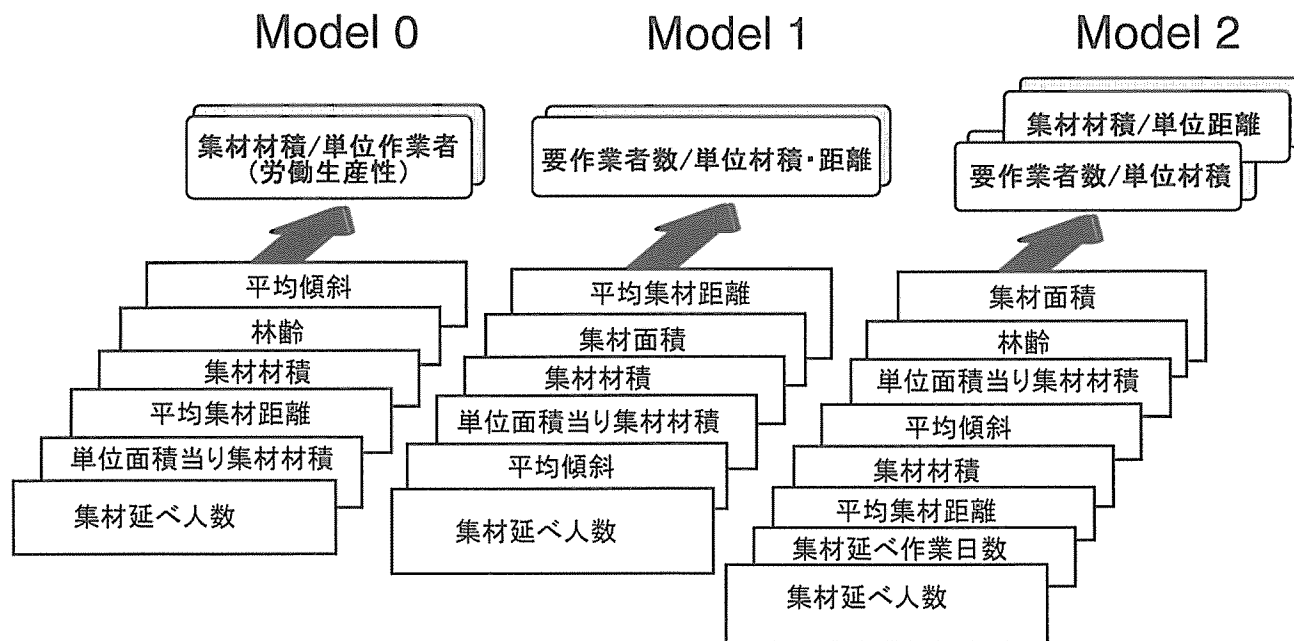 Model 0
集材材積/単位作業者
(労働生産性)
平均傾斜
林齢
集材材積
平均集材距離
単位面積当り集材材積
集材延べ人数
Model 1
要作業者数/単位材積・距離
平均集材距離
集材面積
集材材積
単位面積当り集材材積
平均傾斜
集材延べ人数
Model 2
集材材積/単位距離
要作業者数/単位材積
集材面積
林齢
単位面積当り集材材積
平均傾斜
集材材積
平均集材距離
集材延べ作業日数
集材延べ人数